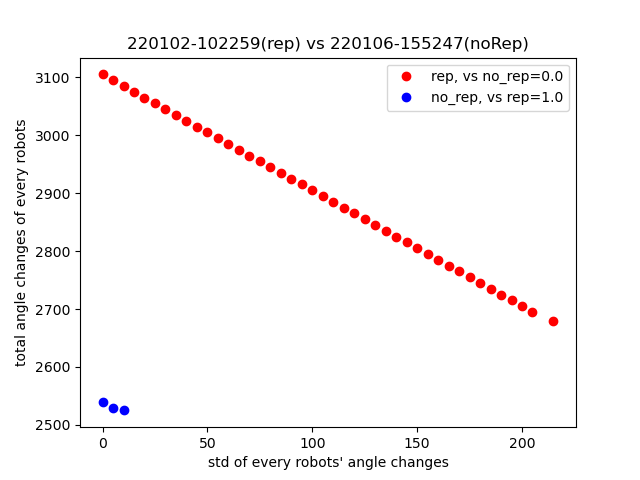 220102-102259(rep) vs 220106-155247(noRep)
rep, vs no_rep=0.0
no_rep, vs rep=1.0
total angle changes of every robots
3100
3000
2900
2800
2700
2600
2500
0 50 100 150 200
std of every robots' angle changes